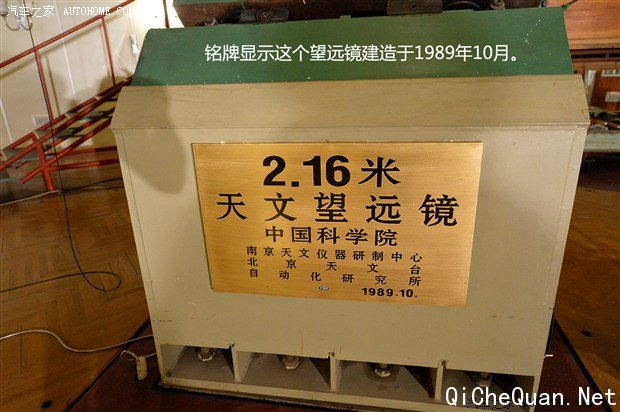 汽车之家 AUTOHOME.COM.CN
铭牌显示这个望远镜建造于1989年10月。
2.16米
天文望远镜
中国科学院
南京天文仪器研制中心
北京天文台
自动化研究所
1989.10.
QiCheQuan.Net